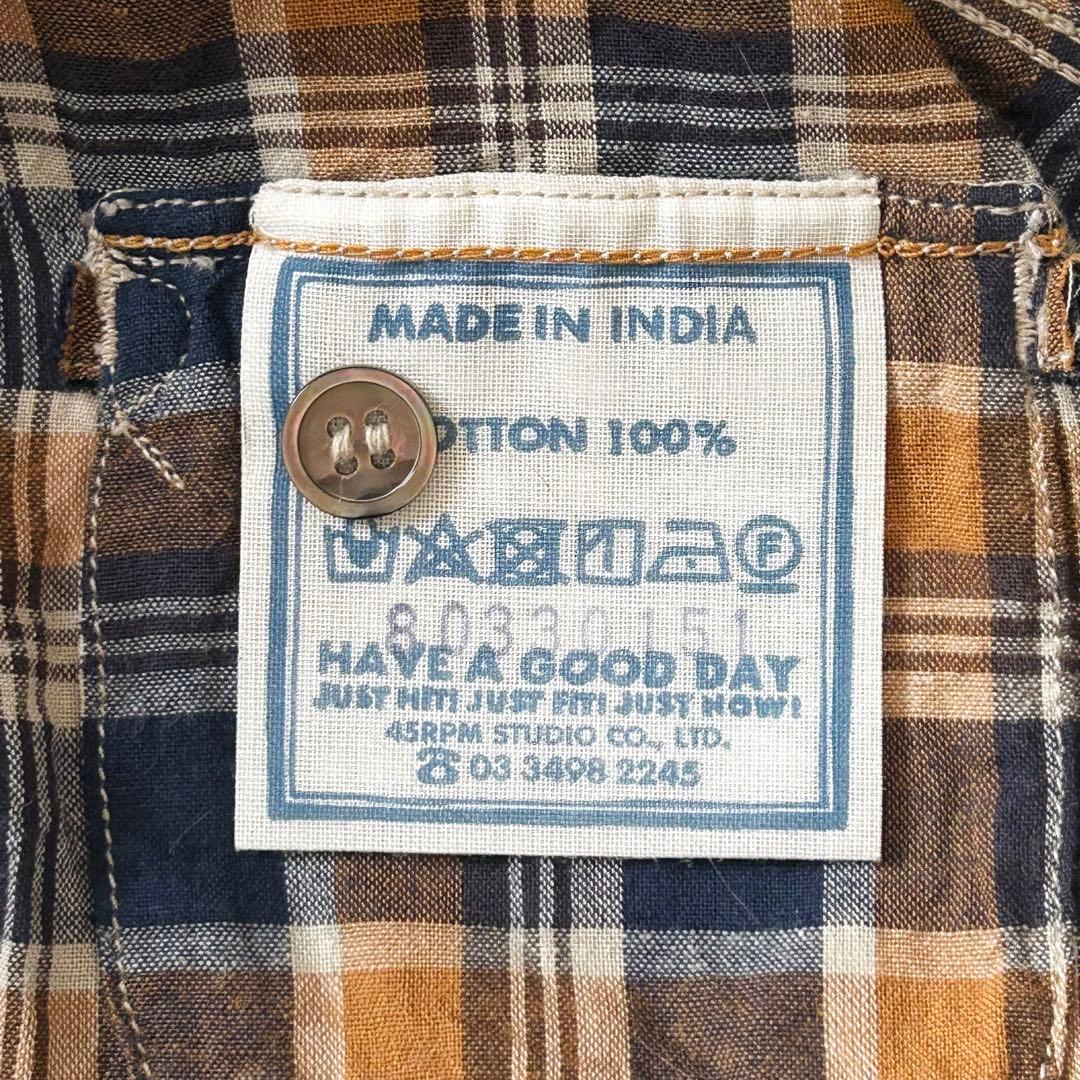 MADE IN INDIA
OTTON 100%
F
80330151
HAVE A GOOD DAY
JUST HIT! JUST FIT! JUST NOW!
45RPM STUDIO CO., LTD.
☎ 03 3498 2245